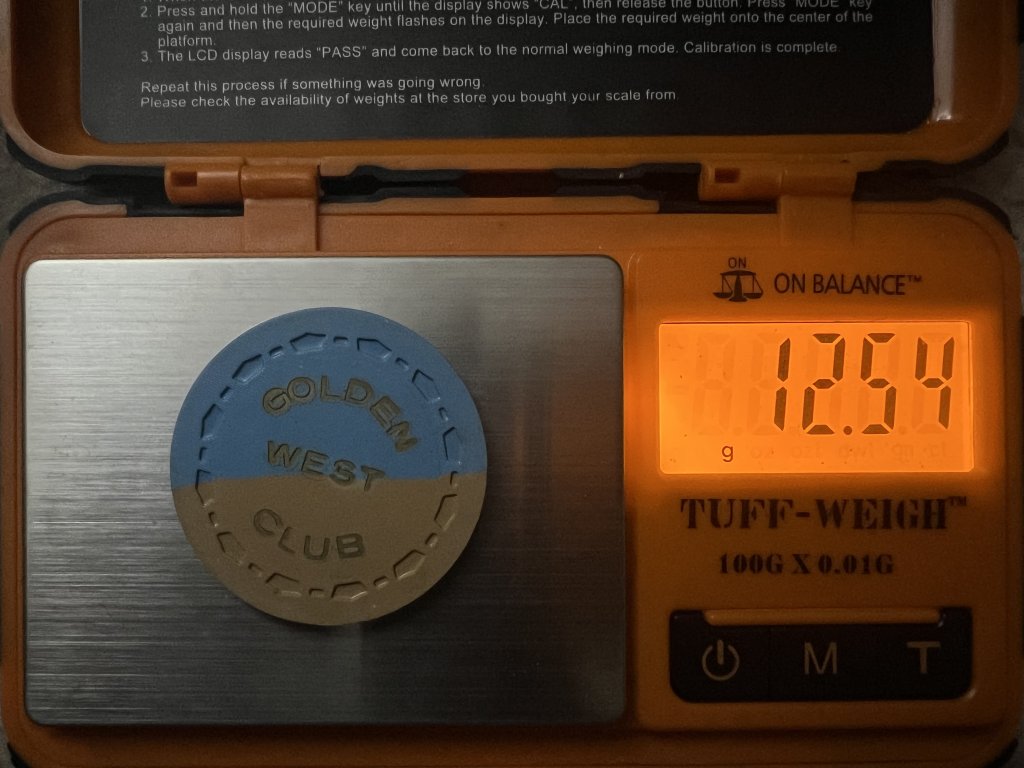 2. Press and hold the "MODE" key until the display shows "CAL", then release the button. Press "MODE" key
again and then the required weight flashes on the display. Place the required weight onto the center of the
platform.
3. The LCD display reads "PASS" and come back to the normal weighing mode. Calibration is complete.
Repeat this process if something was going wrong.
Please check the availability of weights at the store you bought your scale from.
ON
ON BALANCE™
12.54
g
TUFF-WEIGH™
100G X 0.01G
M T
GOLDEN
WEST
CLUB